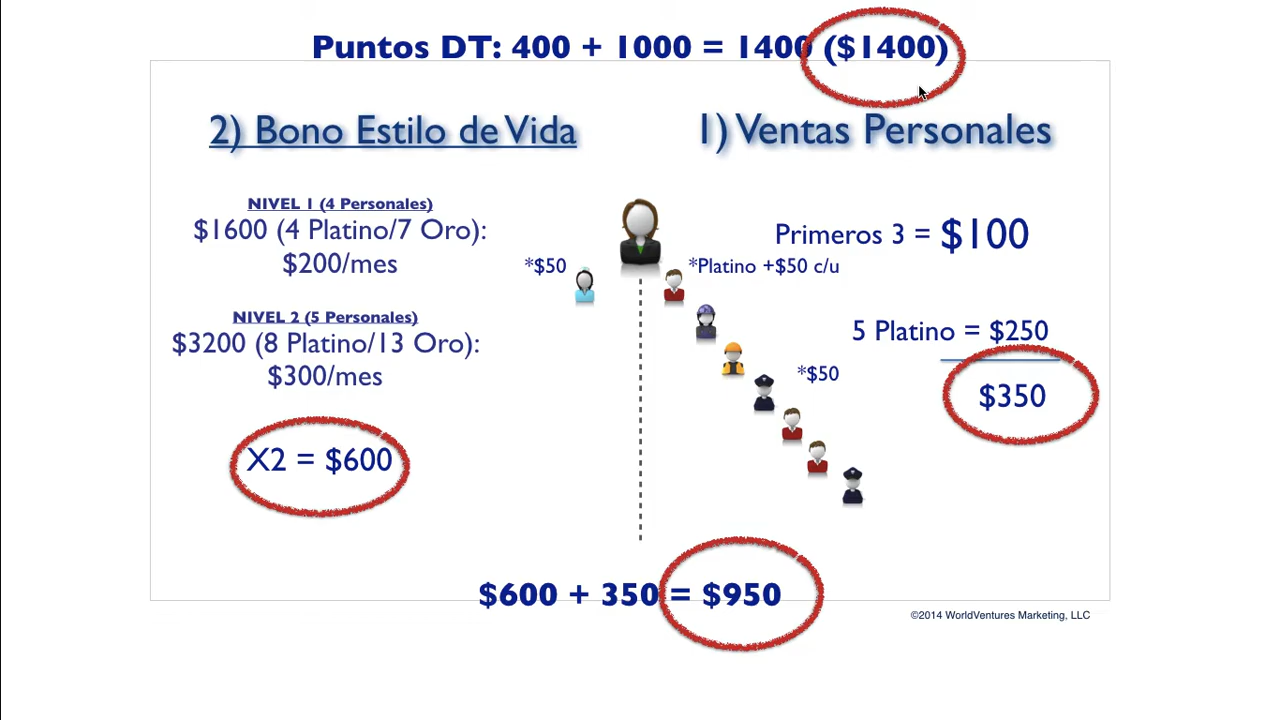 Puntos DT: 400 + 1000 = 1400 ($1400)
2) Bono Estilo de Vida
1) Ventas Personales
NIVEL 1 (4 Personales)
$1600 (4 Platino/7 Oro):
$200/mes
NIVEL 2 (5 Personales)
$3200 (8 Platino/13 Oro):
$300/mes
X2 = $600
*$50
Primeros 3 = $100
*Platino +$50 c/u
5 Platino = $250
*$50
$350
$600 + 350 = $950
©2014 WorldVentures Marketing, LLC